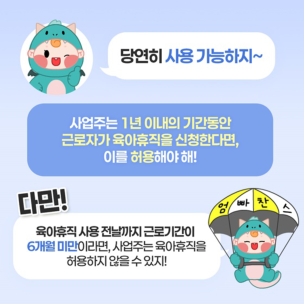 당연히 사용 가능하지~
사업주는 1년 이내의 기간동안
근로자가 육아휴직을 신청한다면,
이를 허용해야 해!
다만!
엄빠찬스
육아휴직 사용 전날까지 근로기간이
6개월 미만이라면, 사업주는 육아휴직을
허용하지 않을 수 있지!